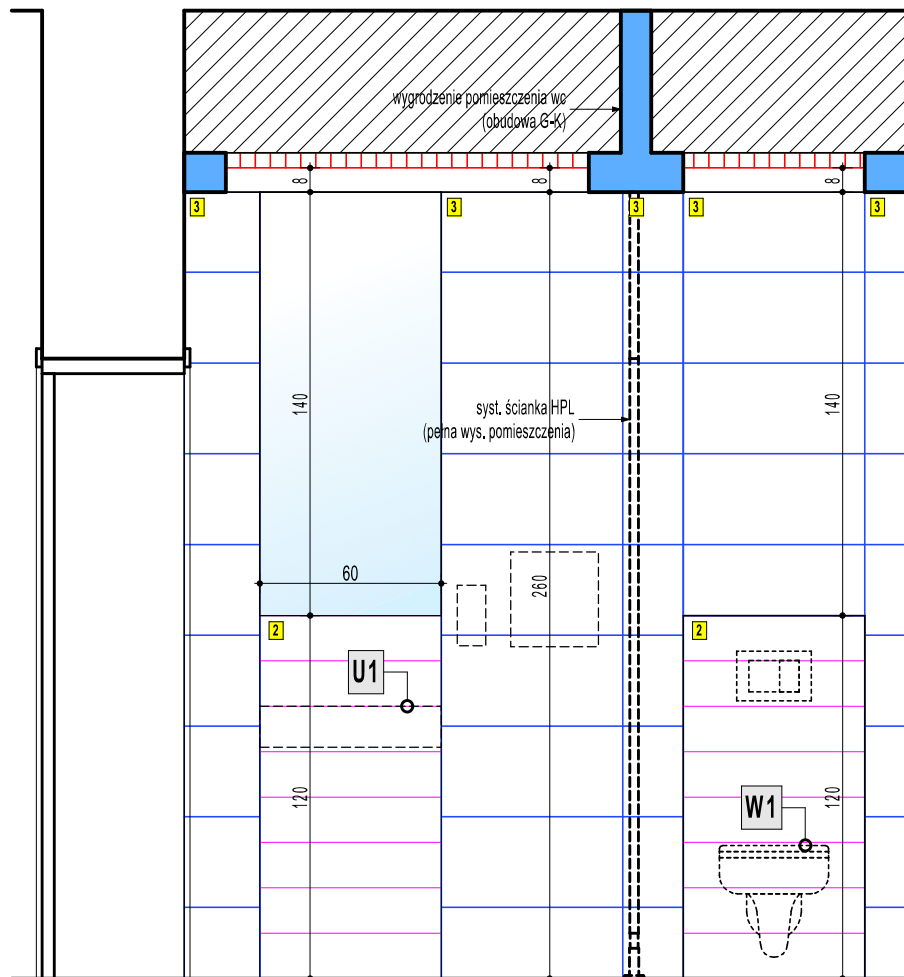 wygrodzenie pomieszczenia wc
(obudowa G-K)
8
8
8
3
3
3
3
3
syst. ścianka HPL
(pełna wys. pomieszczenia)
140
140
60
260
2
2
U1
120
W1
120